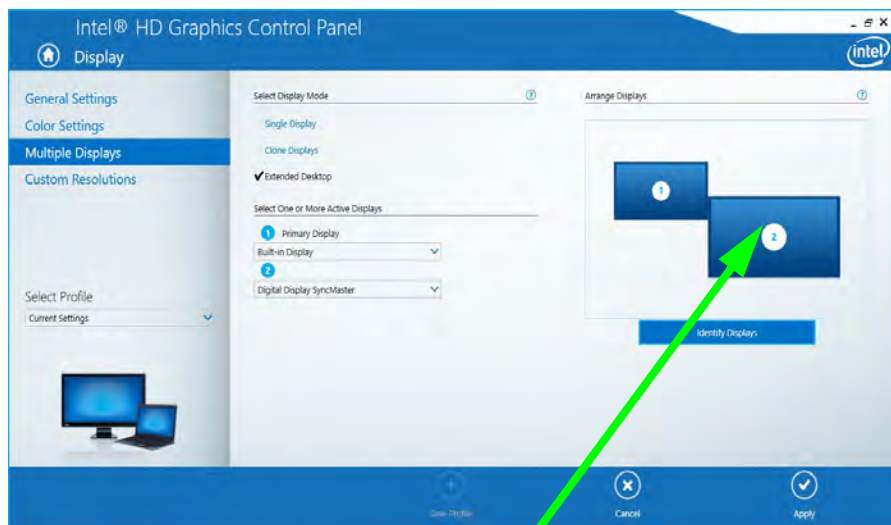 Intel® HD Graphics Control Panel
Display
intel
General Settings
Color Settings
Multiple Displays
Custom Resolutions
Select Profile
Current Settings
Select Display Mode
Single Display
Clone Displays
Extended Desktop
Select One or More Active Displays
1 Primary Display
Built-in Display
2
Digital Display SyncMaster
Arrange Displays
1
2
Identify Displays
Save Profile
Cancel
Apply